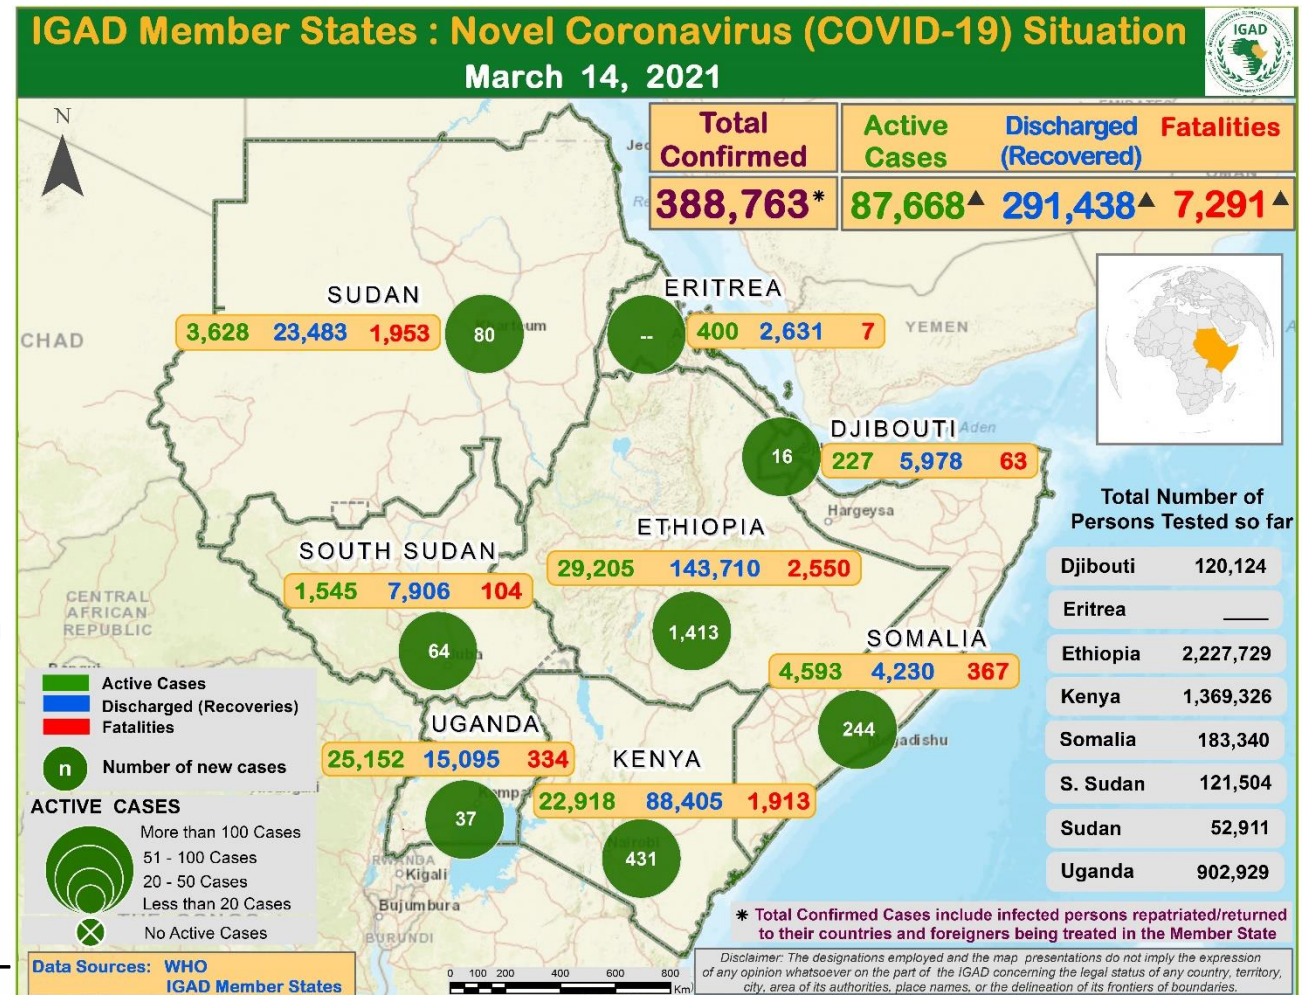 IGAD Member States : Novel Coronavirus (COVID-19) Situation
March 14, 2021
IGAD
N
Total
Confirmed
388,763*
Active
Cases
Discharged
(Recovered)
Fatalities
87,668▲ 291,438▲ 7,291▲
SUDAN
3,628 23,483 1,953
80
ERITREA
--
400 2,631 7
CHAD
YEMEN
DJIBOUTI
Aden
16
227 5,978 63
Hargeysa
ETHIOPIA
29,205 143,710 2,550
1,413
SOUTH SUDAN
1,545 7,906 104
64
CENTRAL
AFRICAN
REPUBLIC
SOMALIA
4,593 4,230 367
244
UGANDA
25,152 15,095 334
37
KENYA
22,918 88,405 1,913
431
Nairobi
RWANDA
Kigali
Bujumbura
BURUNDI
Total Number of
Persons Tested so far
Djibouti 120,124
Eritrea ____
Ethiopia 2,227,729
Kenya 1,369,326
Somalia 183,340
S. Sudan 121,504
Sudan 52,911
Uganda 902,929
Active Cases
Discharged (Recoveries)
Fatalities
n Number of new cases
ACTIVE CASES
More than 100 Cases
51 - 100 Cases
20 - 50 Cases
Less than 20 Cases
No Active Cases
Data Sources: WHO
IGAD Member States
0 100 200 400 600 800
Km
* Total Confirmed Cases include infected persons repatriated/returned
to their countries and foreigners being treated in the Member State
Disclaimer: The designations employed and the map presentations do not imply the expression
of any opinion whatsoever on the part of the IGAD concerning the legal status of any country, territory,
city, area of its authorities, place names, or the delineation of its frontiers of boundaries.